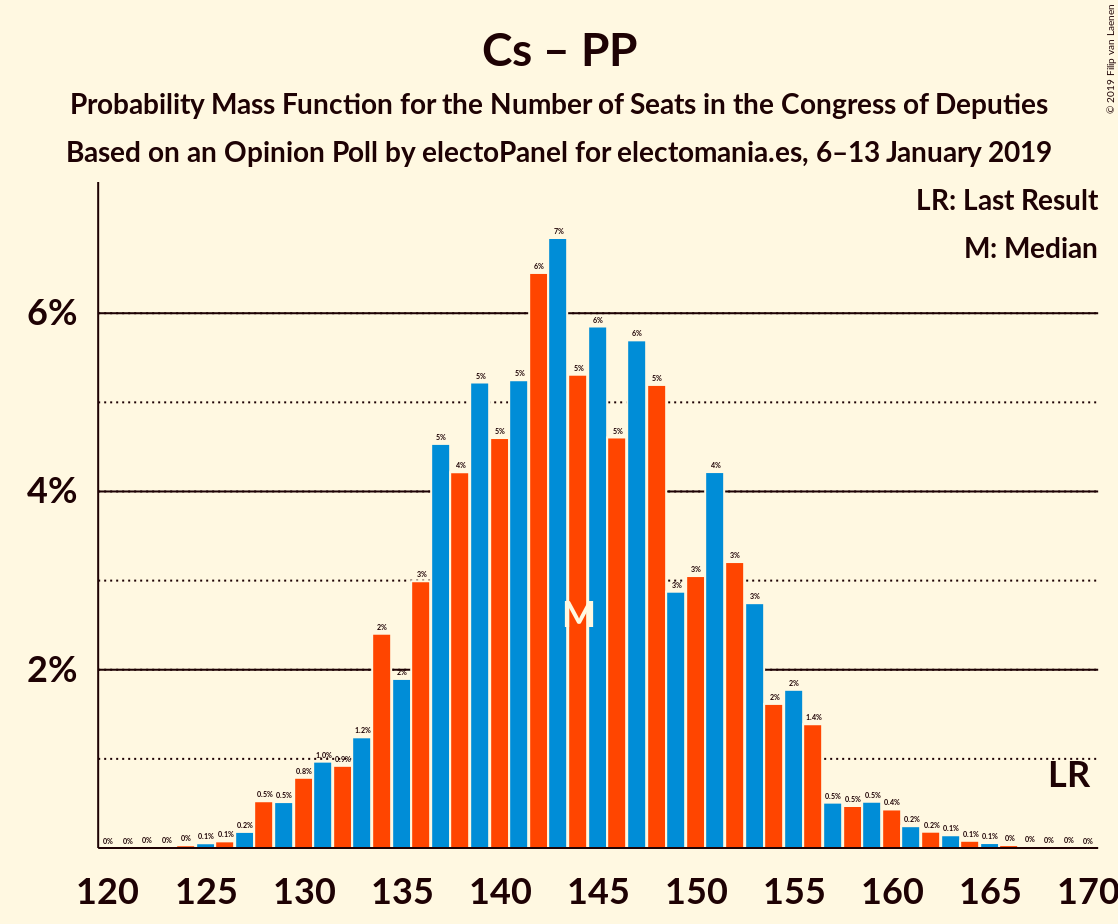 © 2019 Filip van Laenen
Cs – PP
Probability Mass Function for the Number of Seats in the Congress of Deputies
Based on an Opinion Poll by electoPanel for electomania.es, 6–13 January 2019
LR: Last Result
M: Median
6%
4%
2%
0% 0% 0% 0% 0% 0.1% 0.1% 0.2% 0.5% 0.5% 0.8% 1.0% 0.9% 1.2% 2% 2% 3% 5% 4% 5% 5% 5% 6% 7% 5% 6% 5% 6% 5% 3% 3% 4% 3% 3% 2% 2% 1.4% 0.5% 0.5% 0.5% 0.4% 0.2% 0.2% 0.1% 0.1% 0.1% 0% 0% 0% 0% 0%
M
LR
120 125 130 135 140 145 150 155 160 165 170